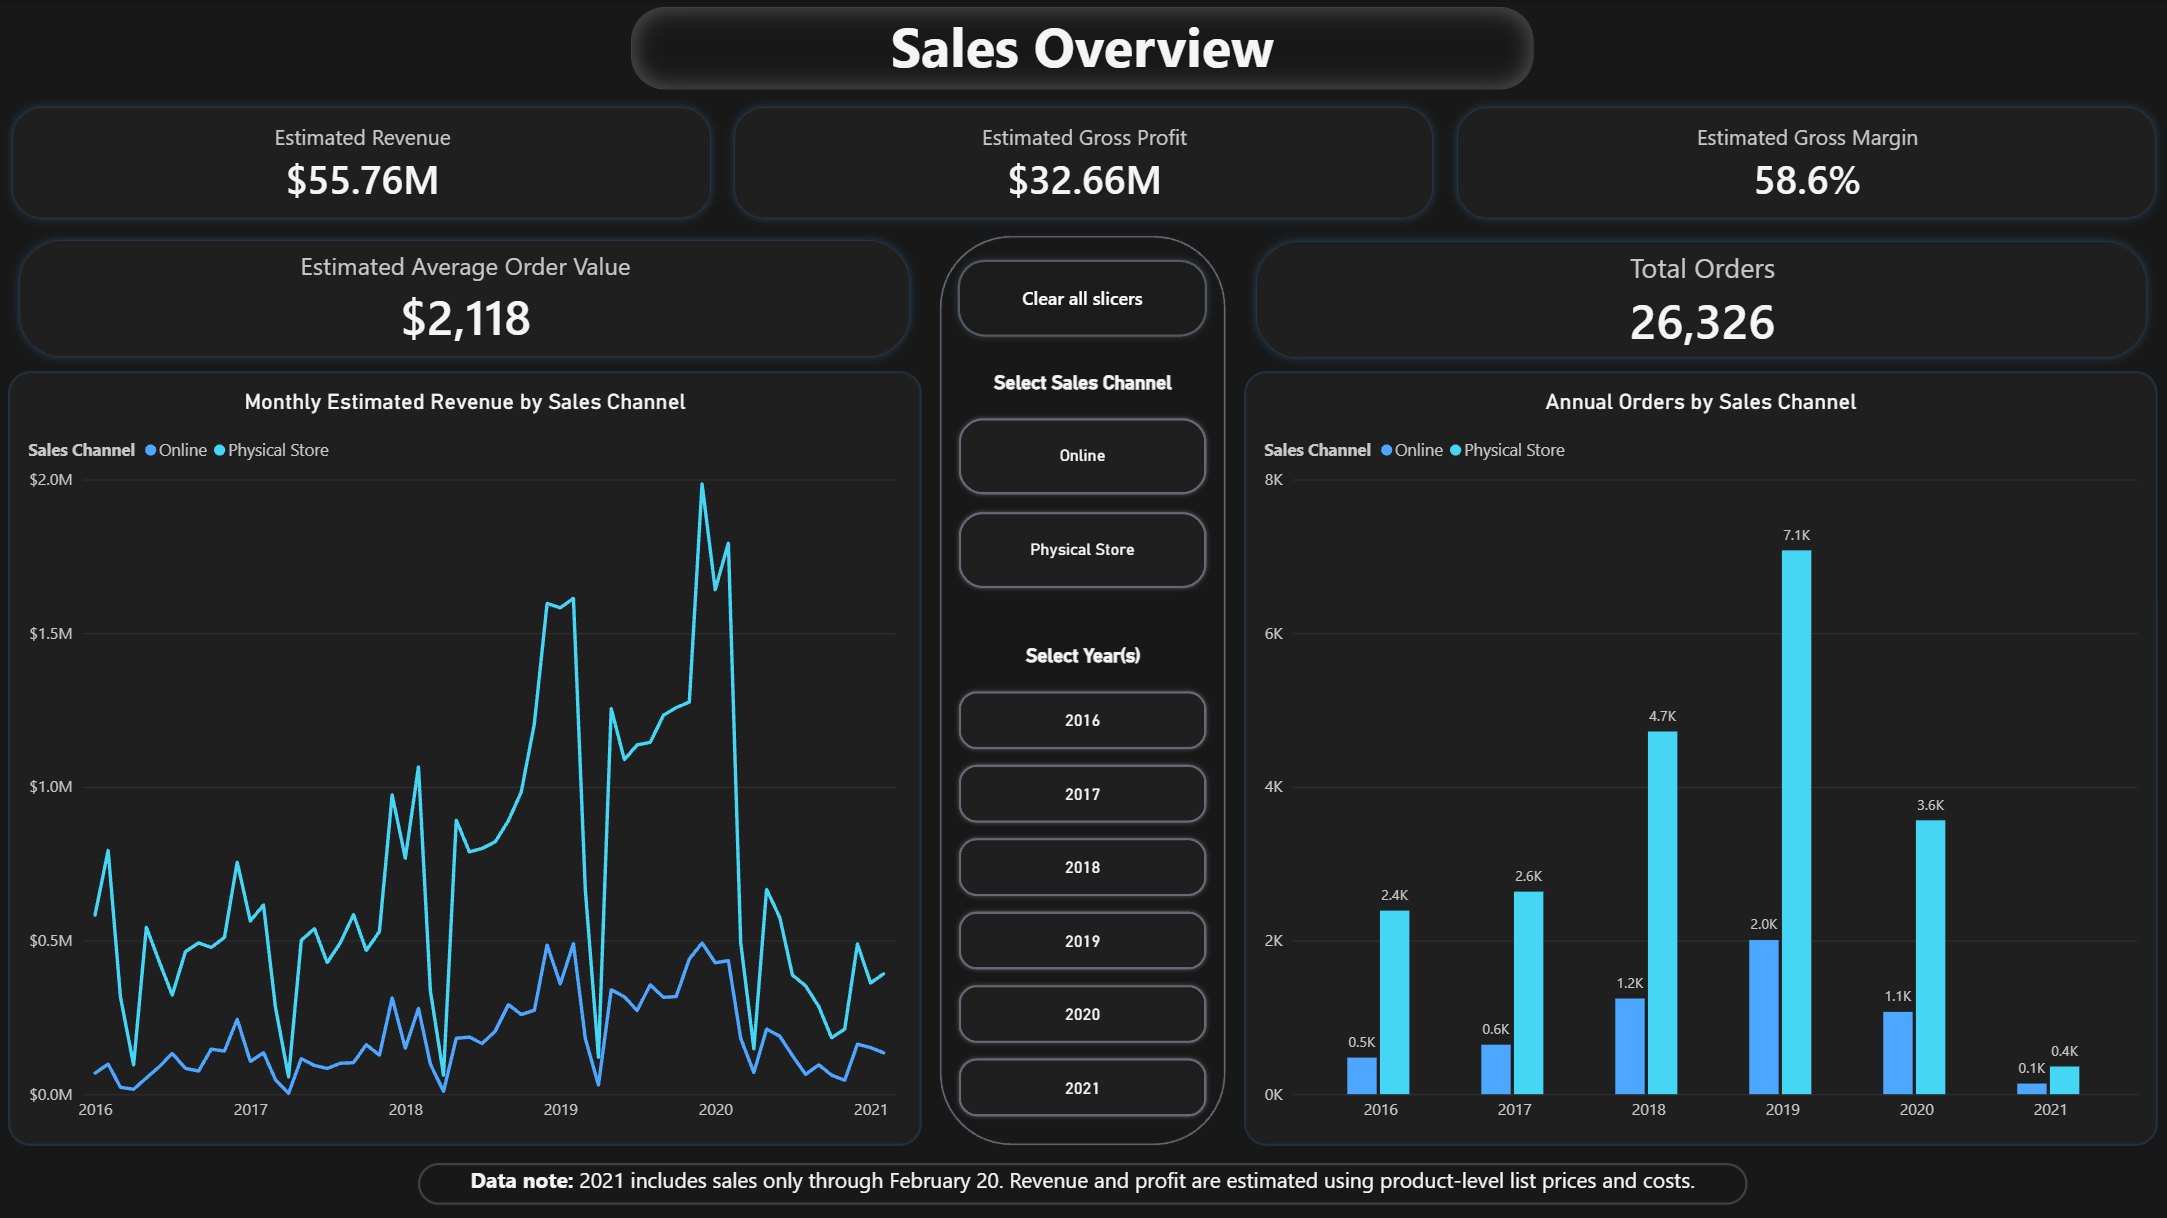 Sales Overview
Estimated Revenue
$55.76M
Estimated Gross Profit
$32.66M
Estimated Gross Margin
58.6%
Estimated Average Order Value
$2,118
Total Orders
26,326
Monthly Estimated Revenue by Sales Channel
Sales Channel Online Physical Store
$2.0M
$1.5M
$1.0M
$0.5M
$0.0M
2016 2017 2018 2019 2020 2021
Clear all slicers
Select Sales Channel
Online
Physical Store
Select Year(s)
2016
2017
2018
2019
2020
2021
Annual Orders by Sales Channel
Sales Channel Online Physical Store
8K
6K
4K
2K
0K
0.5K 2.4K
0.6K 2.6K
1.2K 4.7K
2.0K 7.1K
1.1K 3.6K
0.1K 0.4K
2016 2017 2018 2019 2020 2021
Data note: 2021 includes sales only through February 20. Revenue and profit are estimated using product-level list prices and costs.